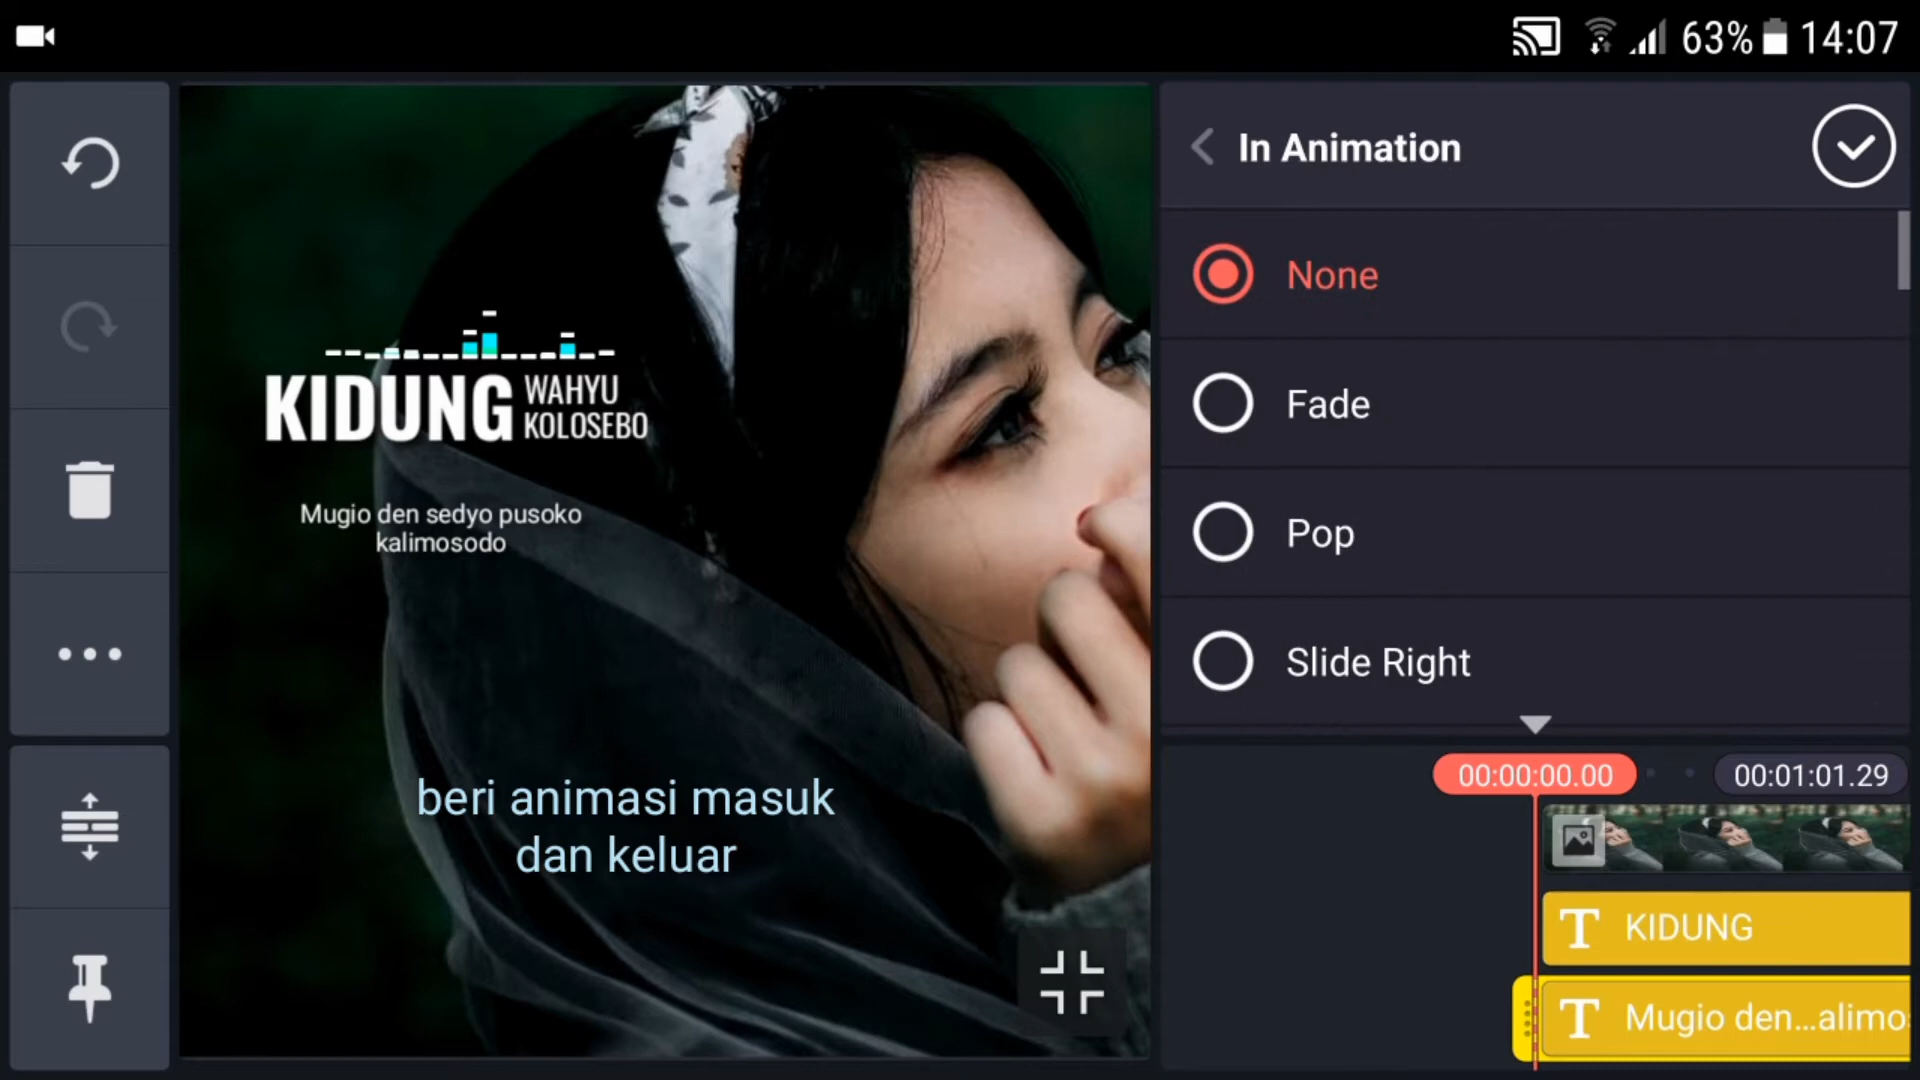 63% 14:07
In Animation
None
Fade
Pop
Slide Right
KIDUNG WAHYU
KOLOSEBO
Mugio den sedyo pusoko
kalimosodo
beri animasi masuk
dan keluar
00:00:00.00 00:01:01.29
T KIDUNG
T Mugio den...alimo